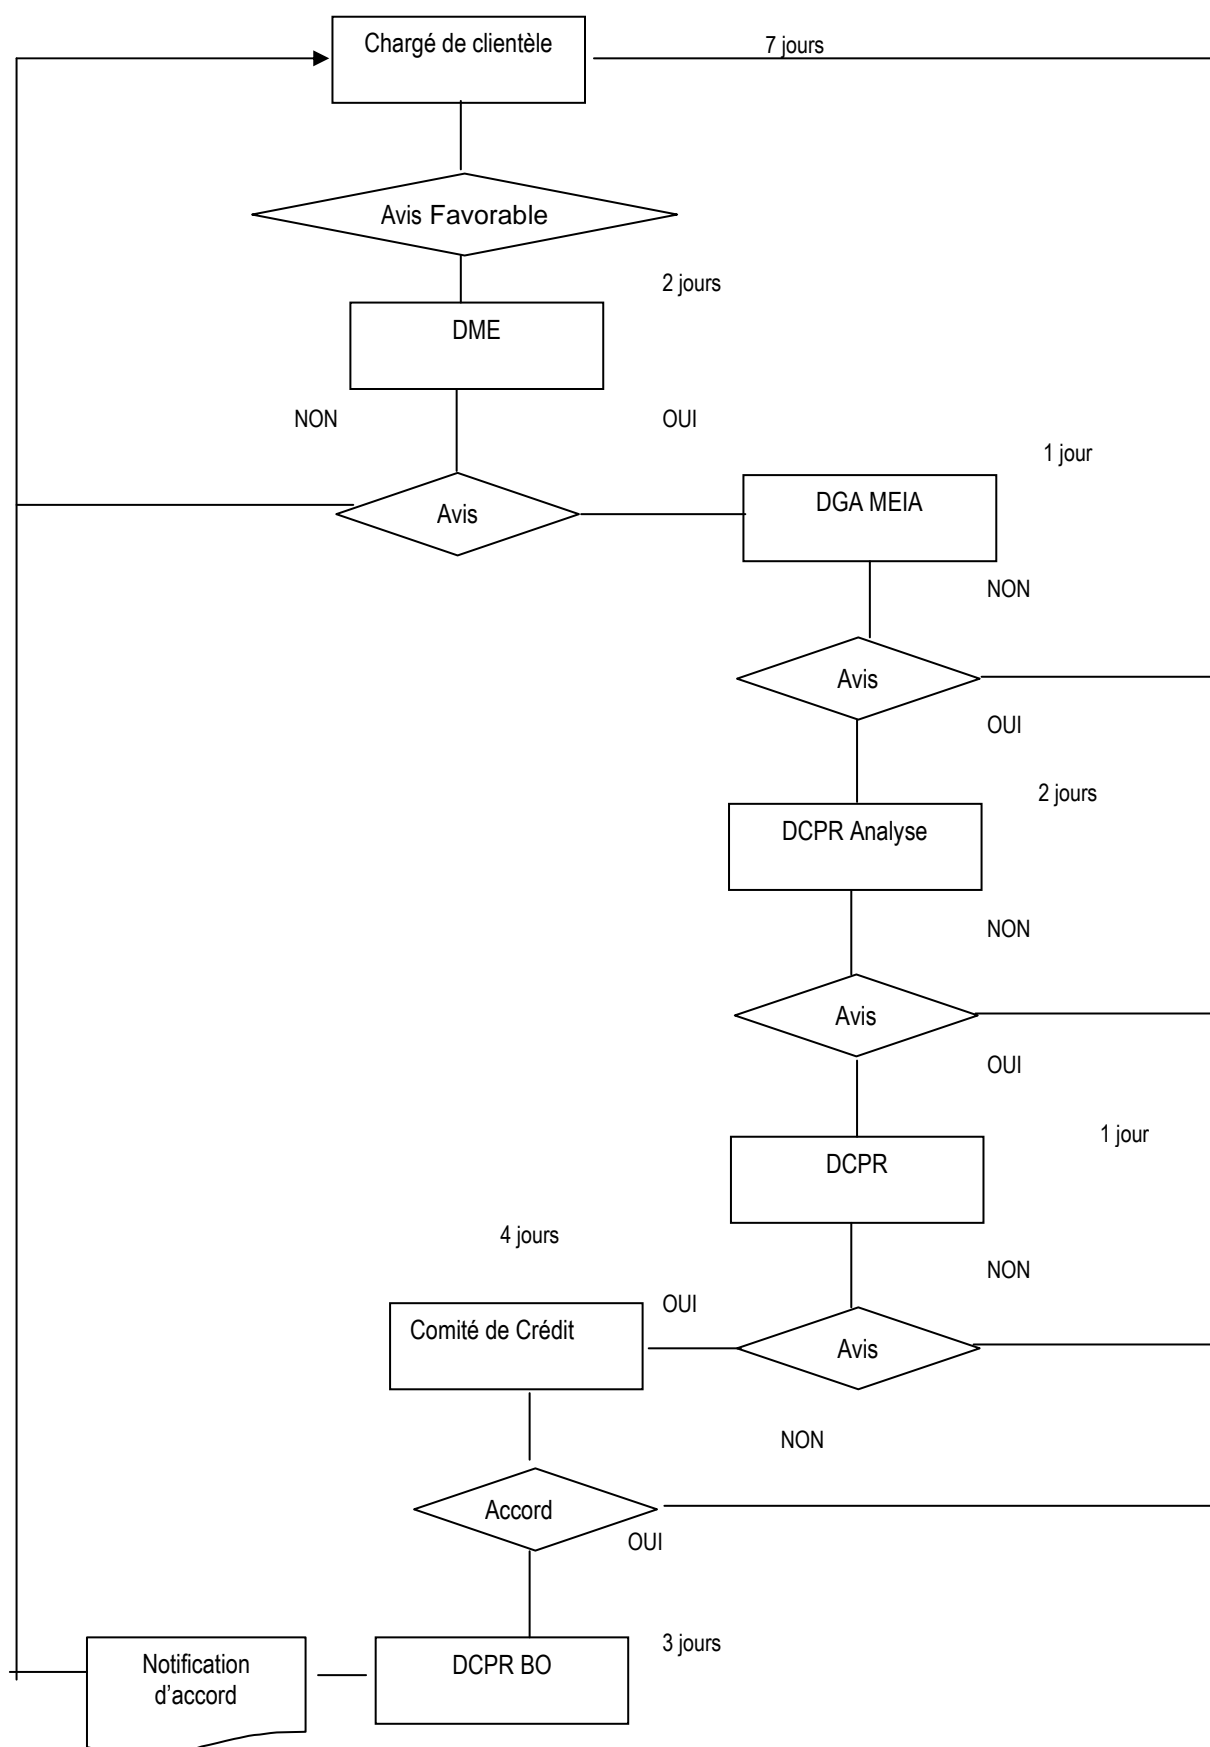 Chargé de clientèle
7 jours
Avis Favorable
2 jours
DME
NON
OUI
1 jour
Avis
DGA MEIA
NON
Avis
OUI
2 jours
DCPR Analyse
NON
Avis
OUI
1 jour
DCPR
4 jours
NON
OUI
Comité de Crédit
Avis
NON
Accord
OUI
3 jours
DCPR BO
Notification
d'accord